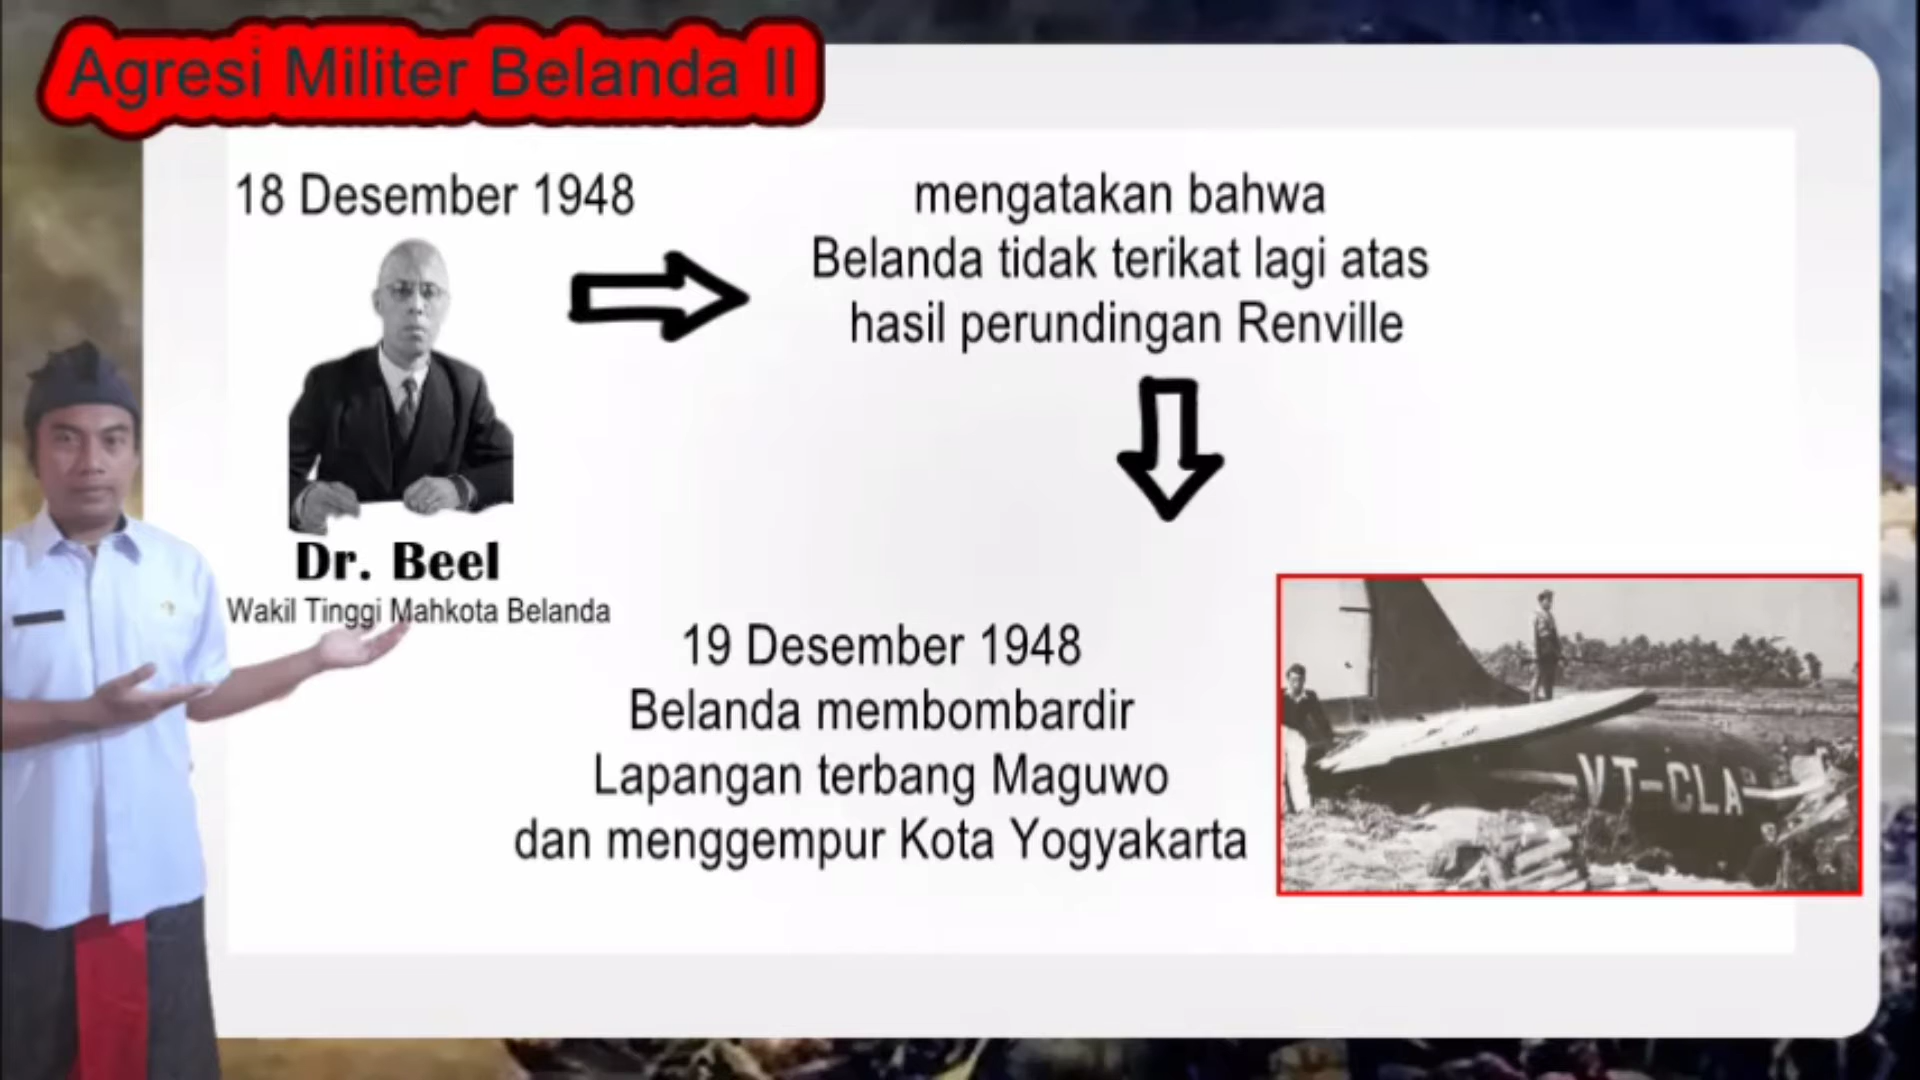 Agresi Militer Belanda II
18 Desember 1948
Dr. Beel
Wakil Tinggi Mahkota Belanda
mengatakan bahwa
Belanda tidak terikat lagi atas
hasil perundingan Renville
19 Desember 1948
Belanda membombardir
Lapangan terbang Maguwo
dan menggempur Kota Yogyakarta
VT-CLA